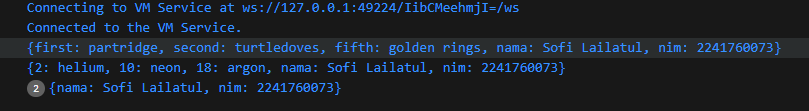 Connecting to VM Service at ws://127.0.0.1:49224/IibCMeehmjI=/ws
Connected to the VM Service.
{first: partridge, second: turtledoves, fifth: golden rings, nama: Sofi Lailatul, nim: 2241760073}
{2: helium, 10: neon, 18: argon, nama: Sofi Lailatul, nim: 2241760073}
2 {nama: Sofi Lailatul, nim: 2241760073}